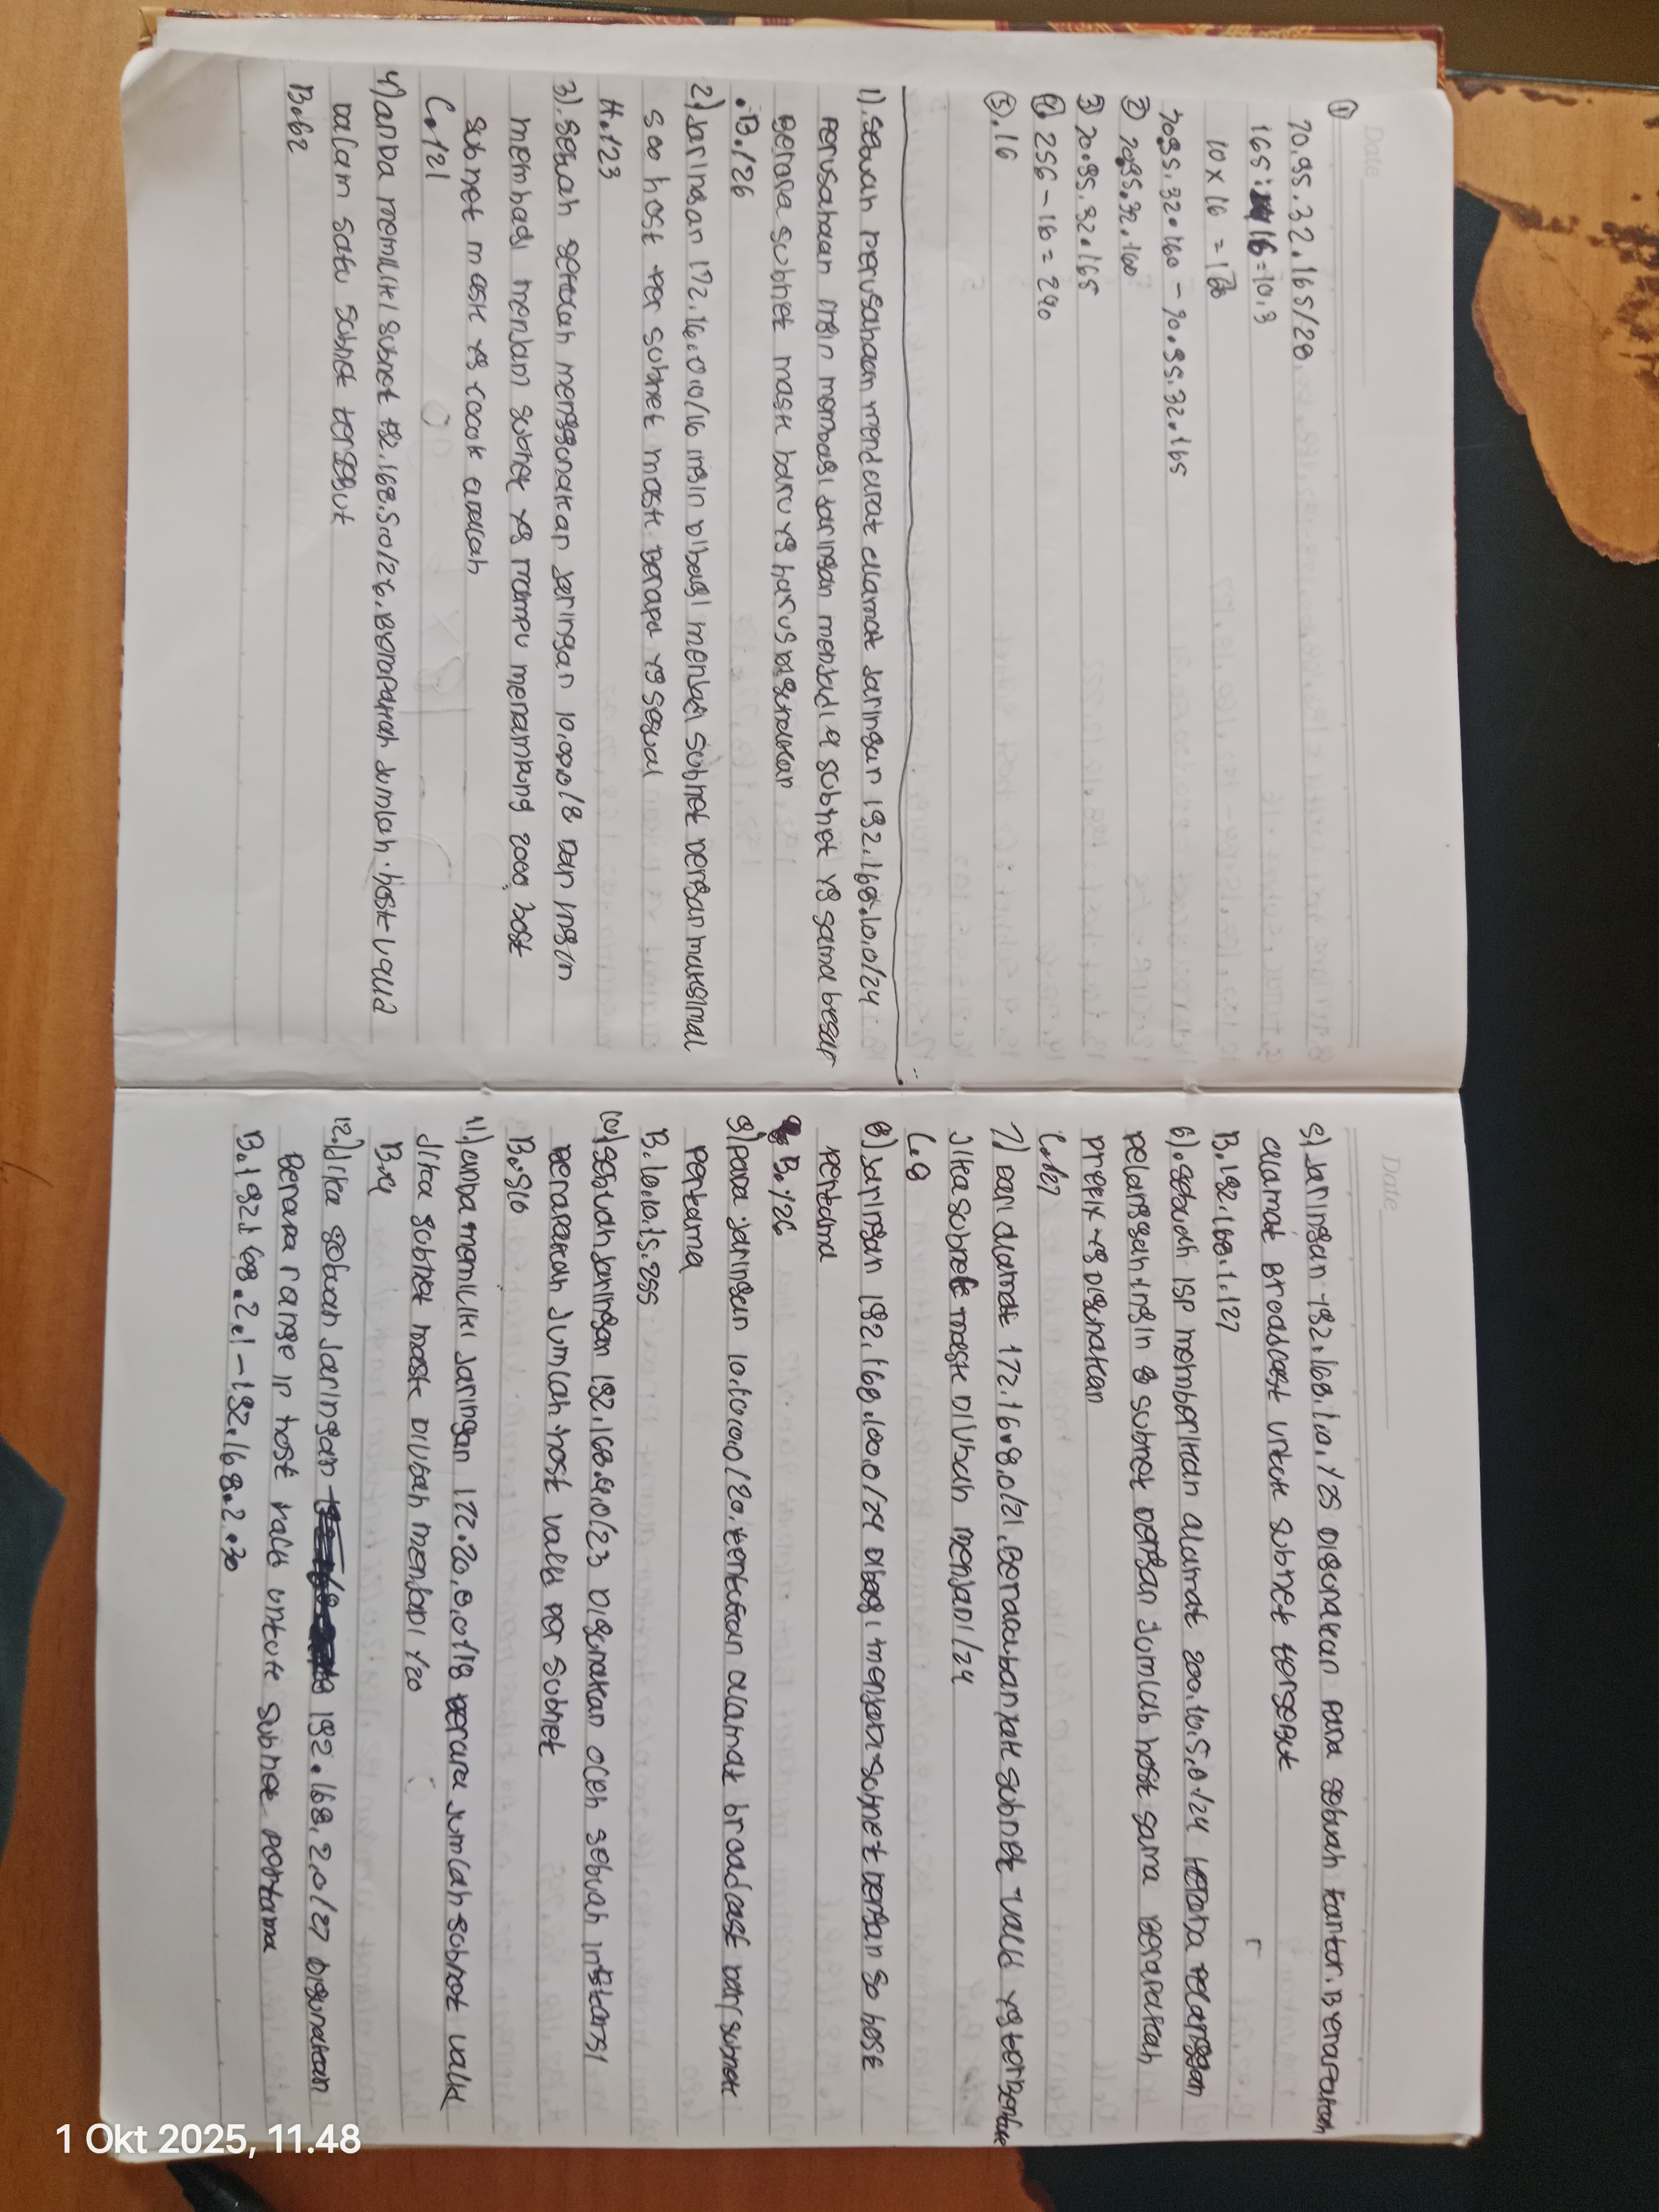 Date
①
70.95.32.165/28
165:16=10,3
10 x 16 = 160
70.95.32.160 - 70.95.32.165
② 70.95.32.160
③ 70.95.32.165
④ 256-16 = 240
⑤.16
1). sebuah perusahaan mendapat alamat jaringan 192.168.10.0/24
perusahaan ingin membagi jaringan menjadi 4 subnet yg sama besar
berapa subnet mask baru yg harus digunakan
.B./26
2) Jaringan 172.16.0.0/16 ingin dibagi menjadi subnet dengan maksimal
500 host per subnet mask berapa yg sesuai
A./23
3). sebuah sekolah menggunakan jaringan 10.0.0.0/8 dan ingin
membagi menjadi subnet yg mampu menampung 2000 host
subnet mask yg cocok adalah
C./21
4) anda memiliki subnet 192.168.5.0/26. Berapakah jumlah host valid
dalam satu subnet tersebut
B.62
Date
5) Jaringan 192.168.1.0./25 digunakan pada sebuah kantor. Berapakah
alamat Broadcast untuk subnet tersebut
B.192.168.1.127
6). sebuah ISP memberikan alamat 200.10.5.0/24 kepada pelanggan
pelanggan ingin 8 subnet dengan jumlah host sama berapakah
prefix yg digunakan
C./27
7) Dari alamat 172.16.8.0/21. Berapa banyak subnet valid yg terbentuk
Jika subnet mask diubah menjadi /24
C.8
8) Jaringan 192.168.100.0/24 dibagi menjadi subnet dengan 50 host
pertama
B./26
9) pada jaringan 10.10.0.0/20. tentukan alamat broadcast dari subnet
pertama
B.10.10.15.255
10) sebuah jaringan 192.168.4.0/23 digunakan oleh sebuah instansi
berapakah jumlah host valid per subnet
B.510
11.) anda memiliki jaringan 172.20.0.0/18 berapa jumlah subnet valid
Jika subnet mask diubah menjadi /20
B.4
12.) Jika sebuah jaringan 192.168.2.0/27 digunakan
berapa range ip host valid untuk subnet pertama
B.192.168.2.1-192.168.2.30
1 Okt 2025, 11.48